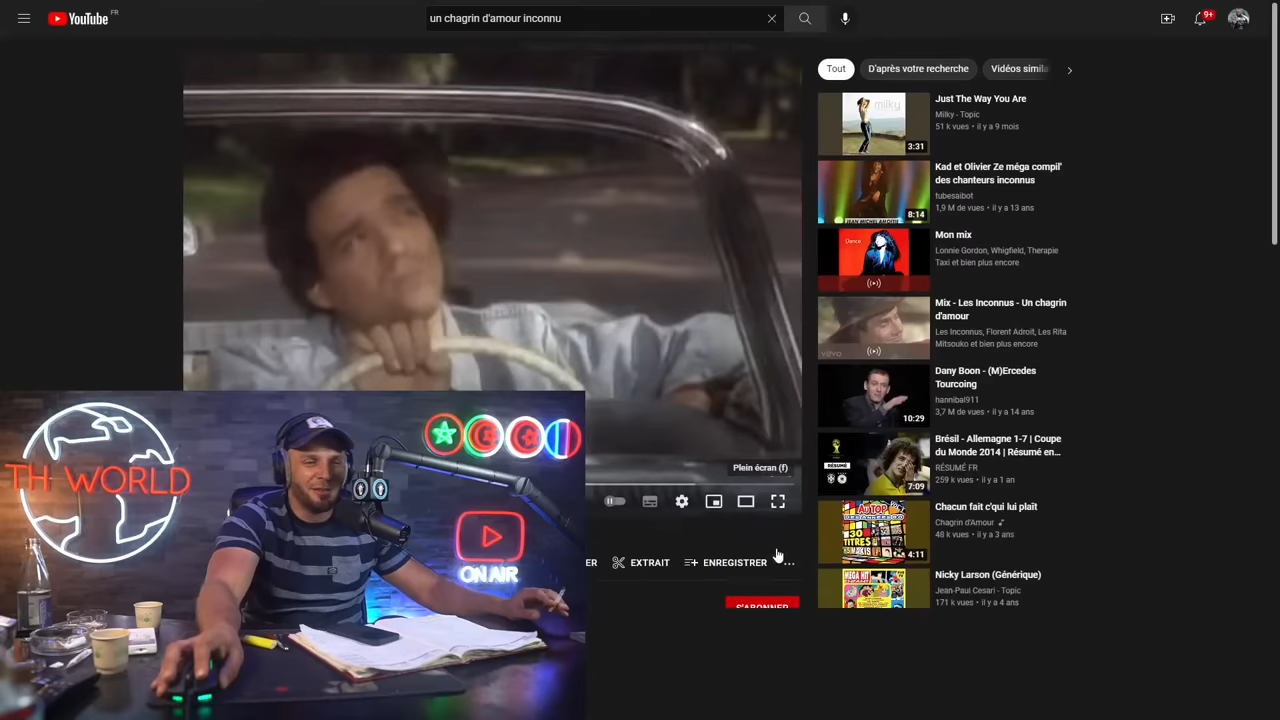 YouTube FR
un chagrin d'amour inconnu
9+
Tout
D'après votre recherche
Vidéos simila
Just The Way You Are
Milky - Topic
51 k vues • il y a 9 mois
milky
3:31
Kad et Olivier Ze méga compil'
des chanteurs inconnus
tubesaibot
1,9 M de vues • il y a 13 ans
8:14
Mon mix
Lonnie Gordon, Whigfield, Therapie
Taxi et bien plus encore
Dance
Mix - Les Inconnus - Un chagrin
d'amour
Les Inconnus, Florent Adroit, Les Rita
Mitsouko et bien plus encore
vevo
Dany Boon - (M)Ercedes
Tourcoing
hannibal911
3,7 M de vues • il y a 14 ans
10:29
Brésil - Allemagne 1-7 | Coupe
du Monde 2014 | Résumé en...
RÉSUMÉ FR
259 k vues • il y a 1 an
7:09
Chacun fait c'qui lui plaît
Chagrin d'Amour
48 k vues • il y a 3 ans
30
TITRES
4:11
Nicky Larson (Générique)
Jean-Paul Cesari - Topic
171 k vues • il y a 4 ans
Plein écran (f)
ER
EXTRAIT
ENREGISTRER
...
S'ABONNER
TH WORLD
ON AIR